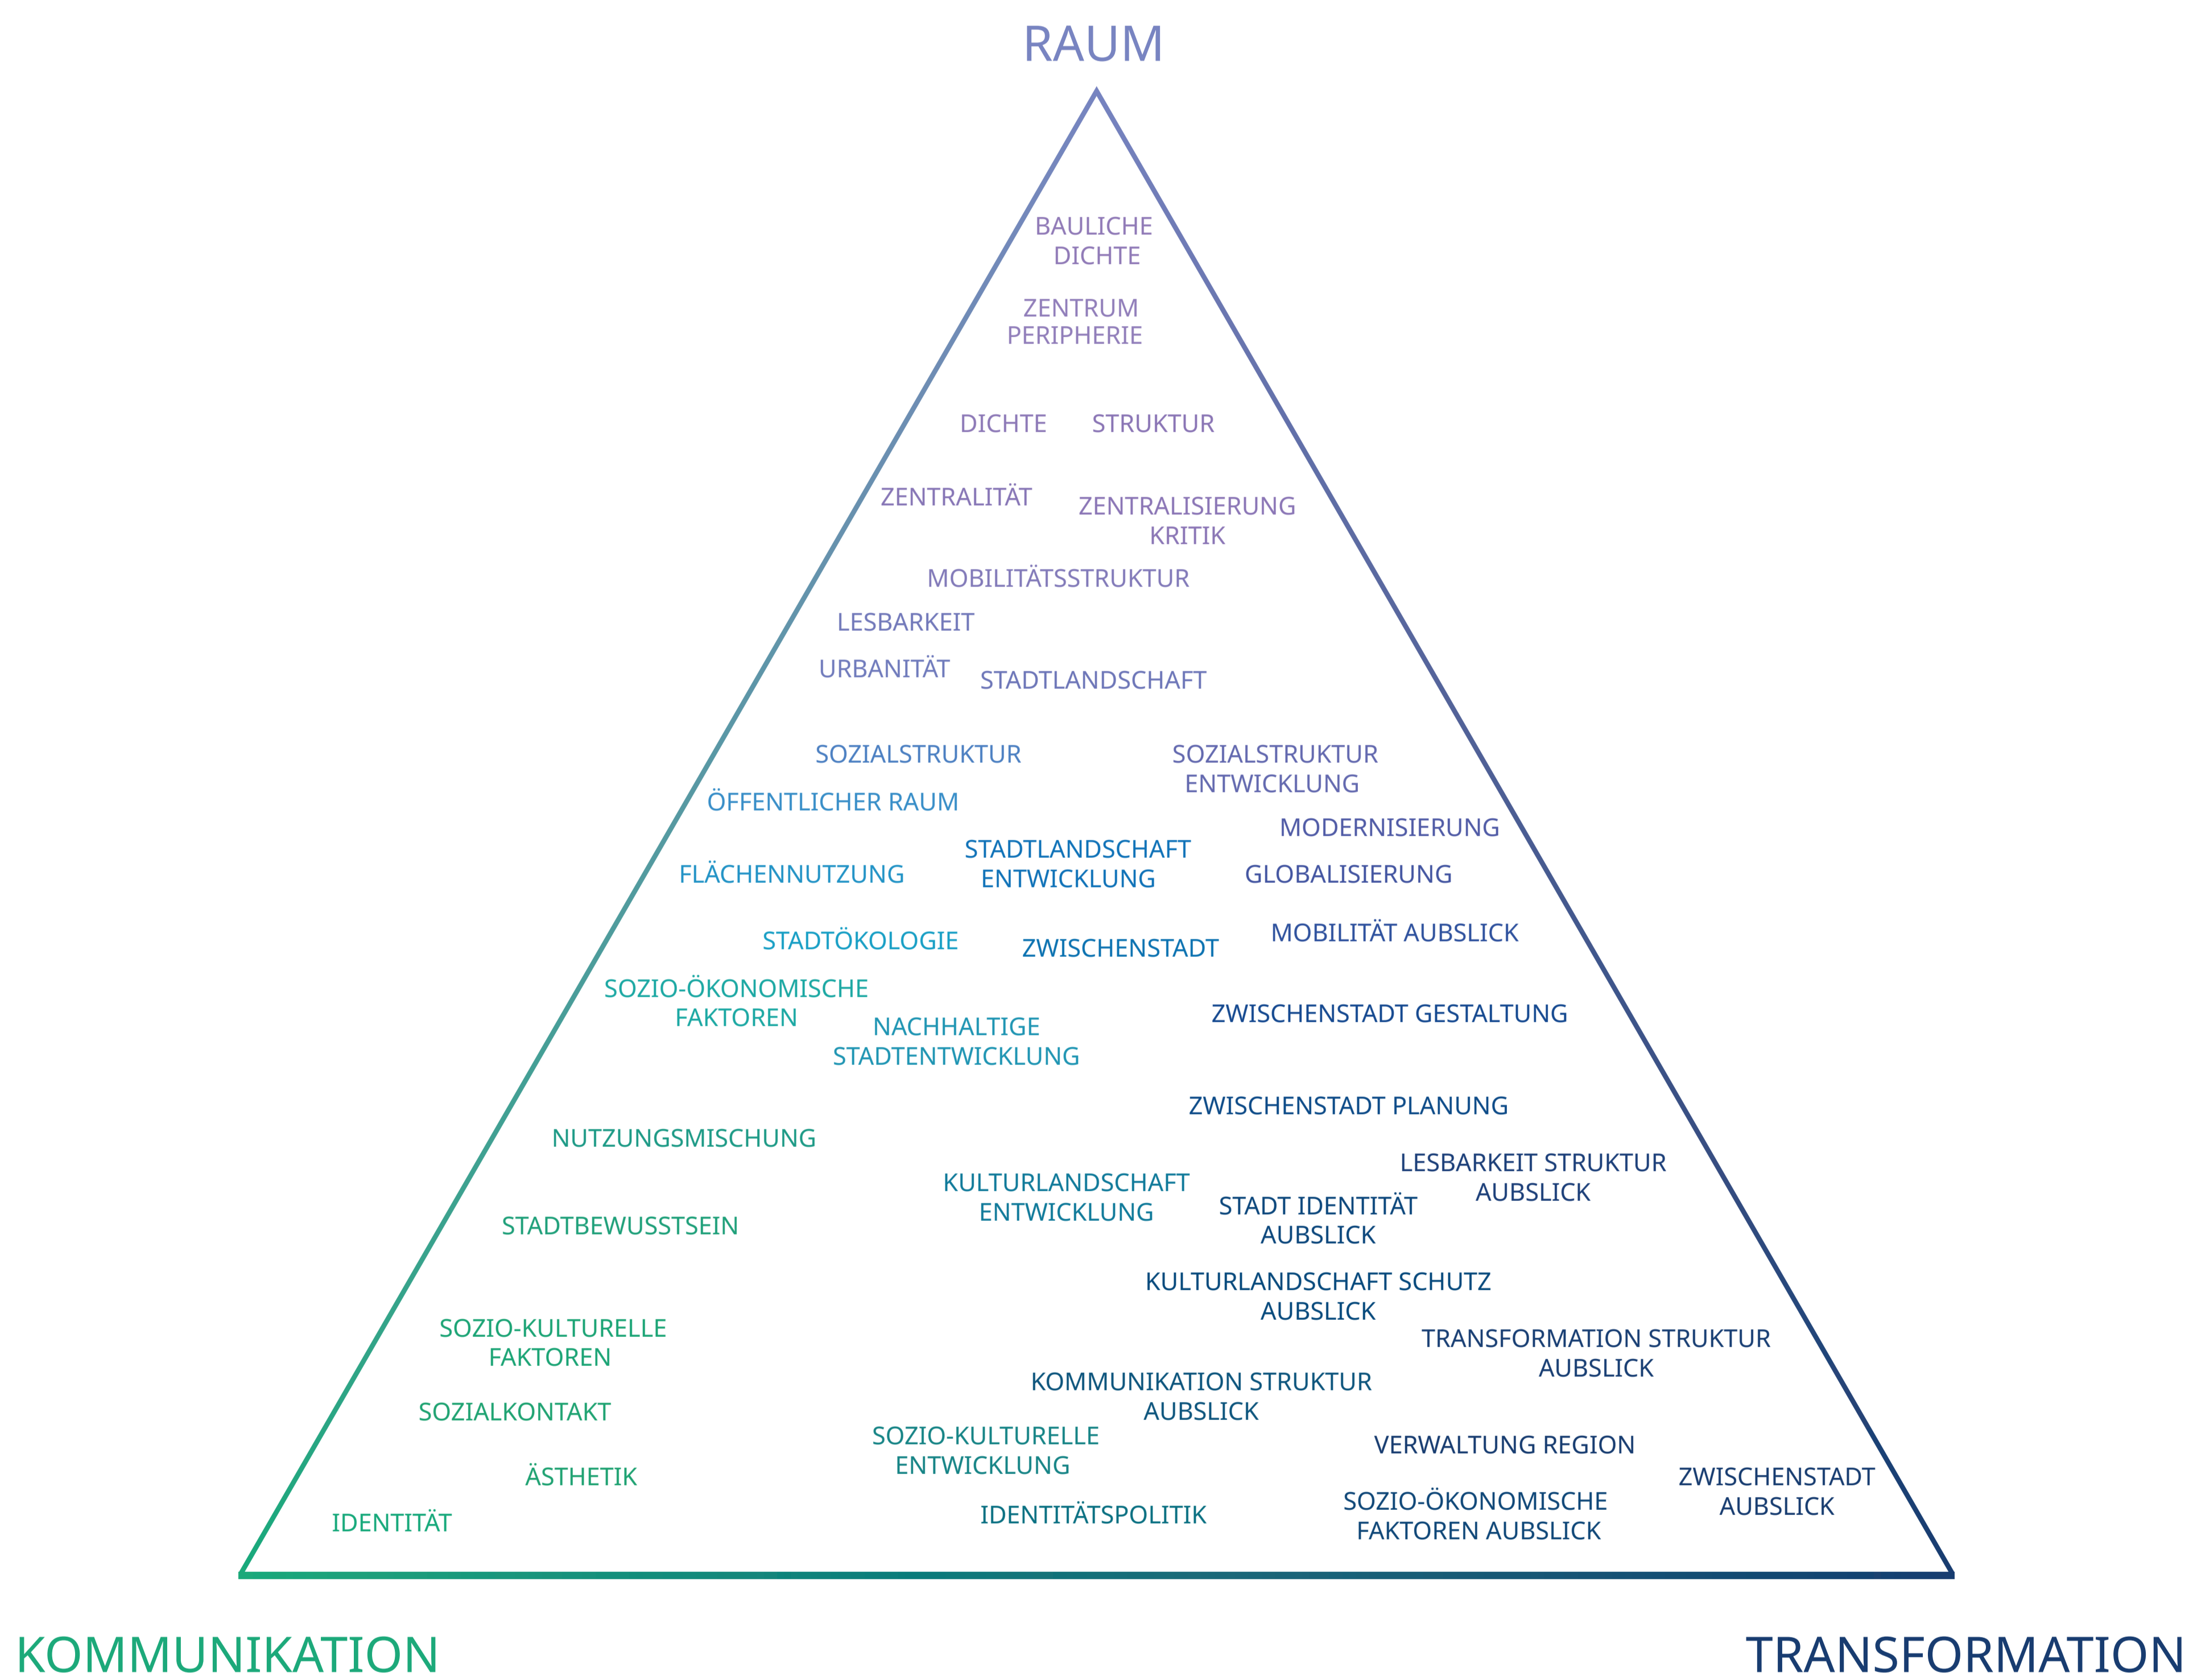 RAUM
BAULICHE
DICHTE
ZENTRUM
PERIPHERIE
DICHTE
STRUKTUR
ZENTRALITÄT
ZENTRALISIERUNG
KRITIK
MOBILITÄTSSTRUKTUR
LESBARKEIT
URBANITÄT
STADTLANDSCHAFT
SOZIALSTRUKTUR
SOZIALSTRUKTUR
ENTWICKLUNG
ÖFFENTLICHER RAUM
MODERNISIERUNG
STADTLANDSCHAFT
ENTWICKLUNG
FLÄCHENNUTZUNG
GLOBALISIERUNG
STADTÖKOLOGIE
ZWISCHENSTADT
MOBILITÄT AUBSLICK
SOZIO-ÖKONOMISCHE
FAKTOREN
NACHHALTIGE
STADTENTWICKLUNG
ZWISCHENSTADT GESTALTUNG
ZWISCHENSTADT PLANUNG
NUTZUNGSMISCHUNG
LESBARKEIT STRUKTUR
AUBSLICK
KULTURLANDSCHAFT
ENTWICKLUNG
STADT IDENTITÄT
AUBSLICK
STADTBEWUSSTSEIN
KULTURLANDSCHAFT SCHUTZ
AUBSLICK
SOZIO-KULTURELLE
FAKTOREN
TRANSFORMATION STRUKTUR
AUBSLICK
KOMMUNIKATION STRUKTUR
AUBSLICK
SOZIALKONTAKT
SOZIO-KULTURELLE
ENTWICKLUNG
VERWALTUNG REGION
ÄSTHETIK
ZWISCHENSTADT
AUBSLICK
SOZIO-ÖKONOMISCHE
FAKTOREN AUBSLICK
IDENTITÄTSPOLITIK
IDENTITÄT
KOMMUNIKATION
TRANSFORMATION